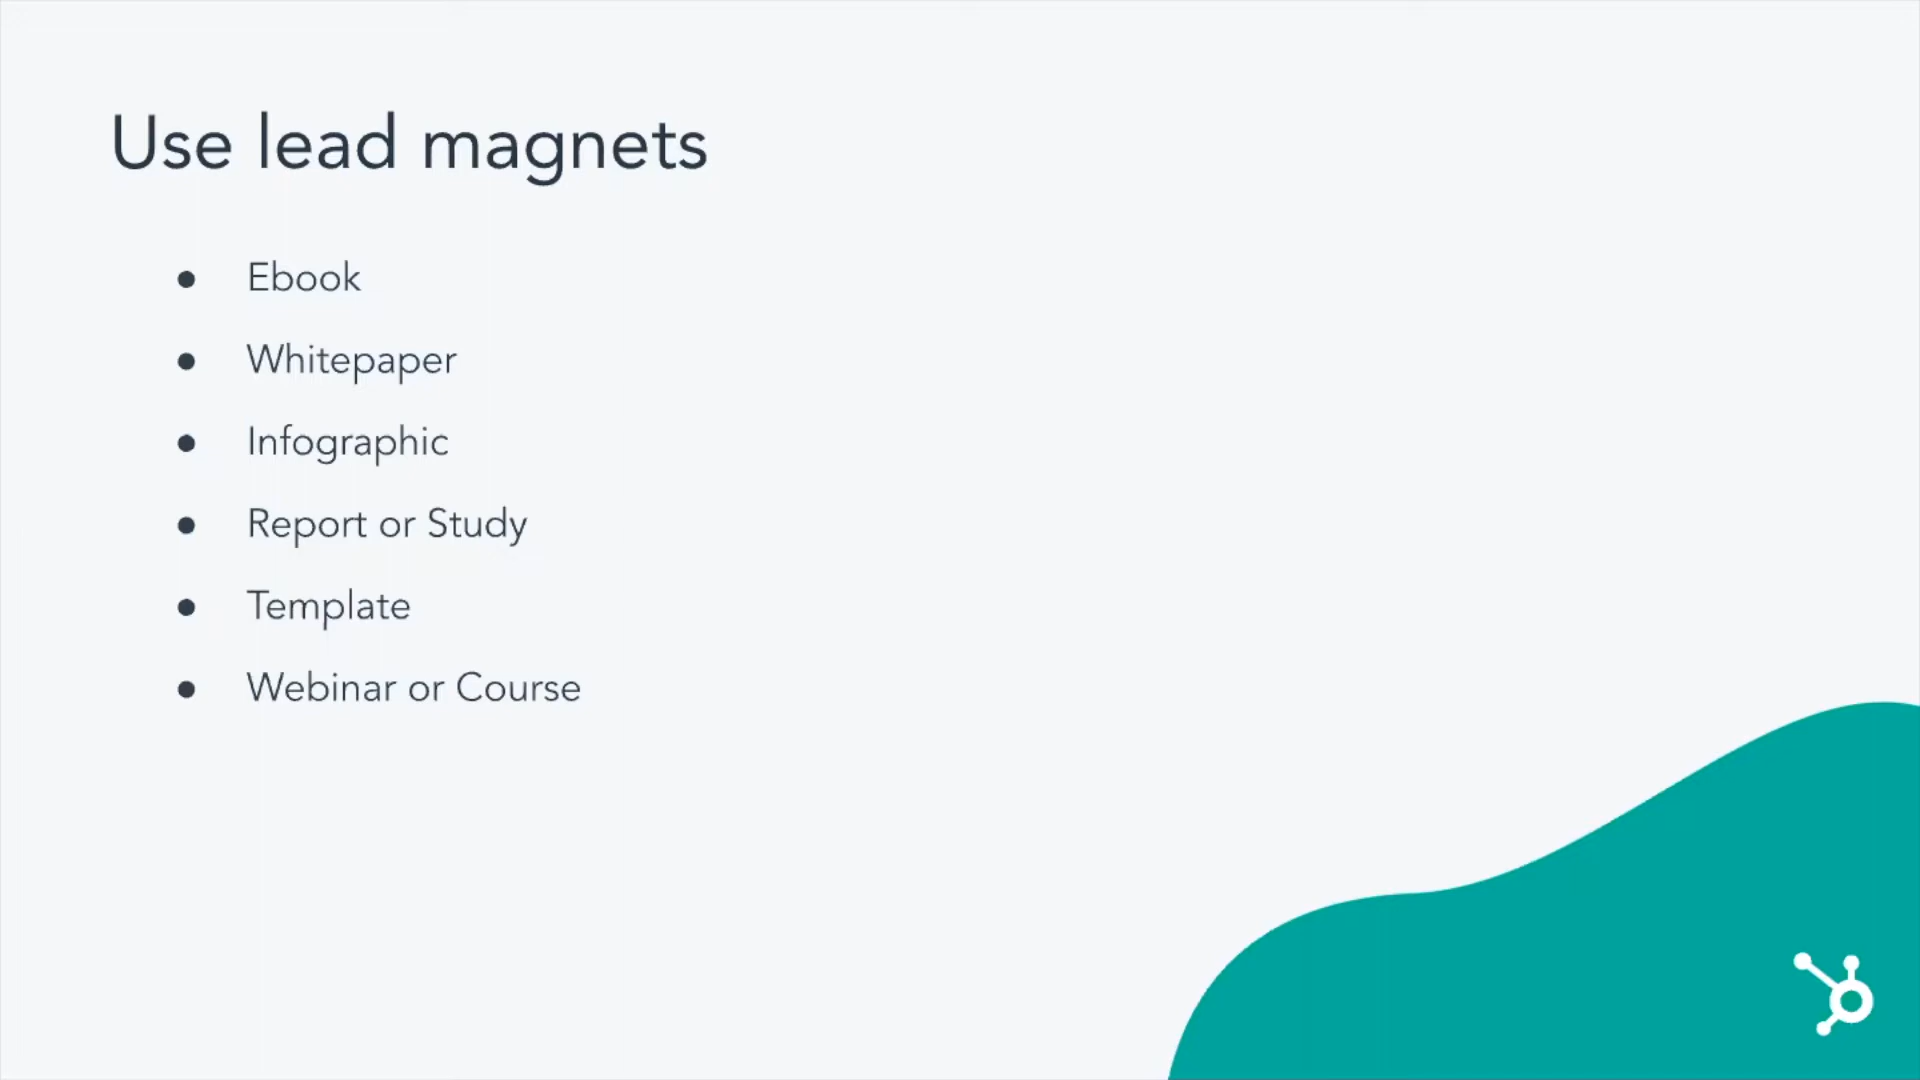 Use lead magnets
● Ebook
● Whitepaper
● Infographic
● Report or Study
● Template
● Webinar or Course